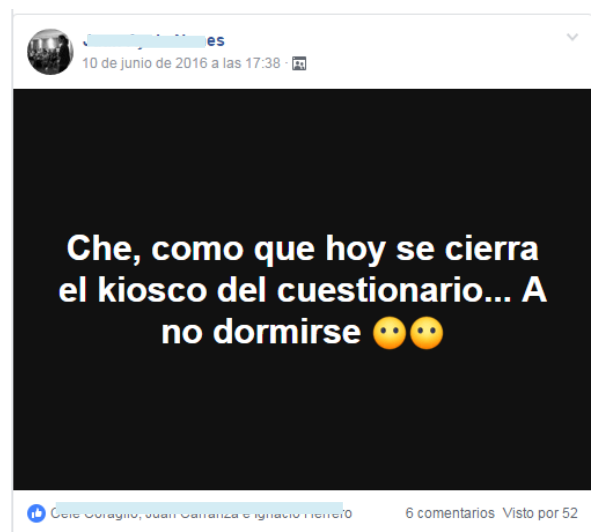 es
10 de junio de 2016 a las 17:38 ·
Che, como que hoy se cierra
el kiosco del cuestionario... A
no dormirse 😶😶
6 comentarios Visto por 52